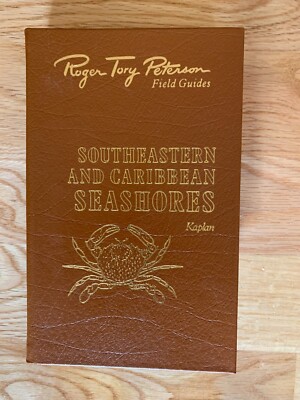 Roger Tory Peterson
Field Guides
SOUTHEASTERN
AND CARIBBEAN
SEASHORES
Kaplan